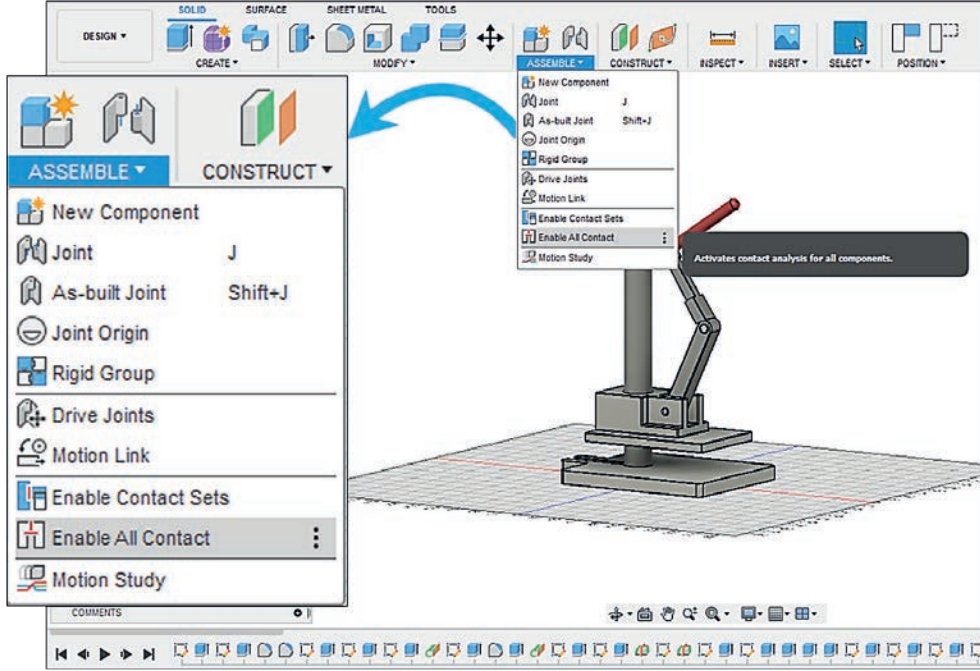 SOLID SURFACE SHEET METAL TOOLS
DESIGN ▾
CREATE ▾ MODIFY ▾ ASSEMBLE ▾ CONSTRUCT ▾ INSPECT ▾ INSERT ▾ SELECT ▾ POSITION ▾
New Component
Joint J
As-built Joint Shift+J
Joint Origin
Rigid Group
Drive Joints
Motion Link
Enable Contact Sets
Enable All Contact
Motion Study
Activates contact analysis for all components.
ASSEMBLE ▾ CONSTRUCT ▾
New Component
Joint J
As-built Joint Shift+J
Joint Origin
Rigid Group
Drive Joints
Motion Link
Enable Contact Sets
Enable All Contact
Motion Study
COMMENTS